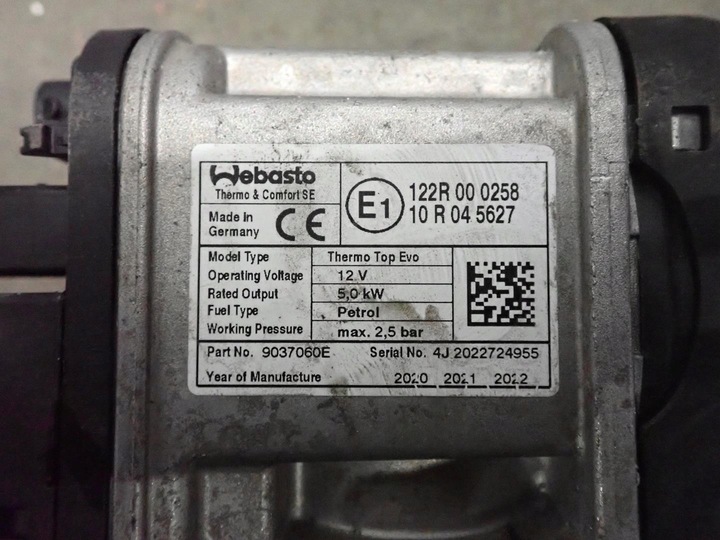 Webasto
Thermo & Comfort SE
Made in
Germany
CE
E1
122R 00 0258
10 R 04 5627
Model Type Thermo Top Evo
Operating Voltage 12 V
Rated Output 5,0 kW
Fuel Type Petrol
Working Pressure max. 2,5 bar
Part No. 9037060E Serial No. 4J 2022724955
Year of Manufacture 2020 2021 2022